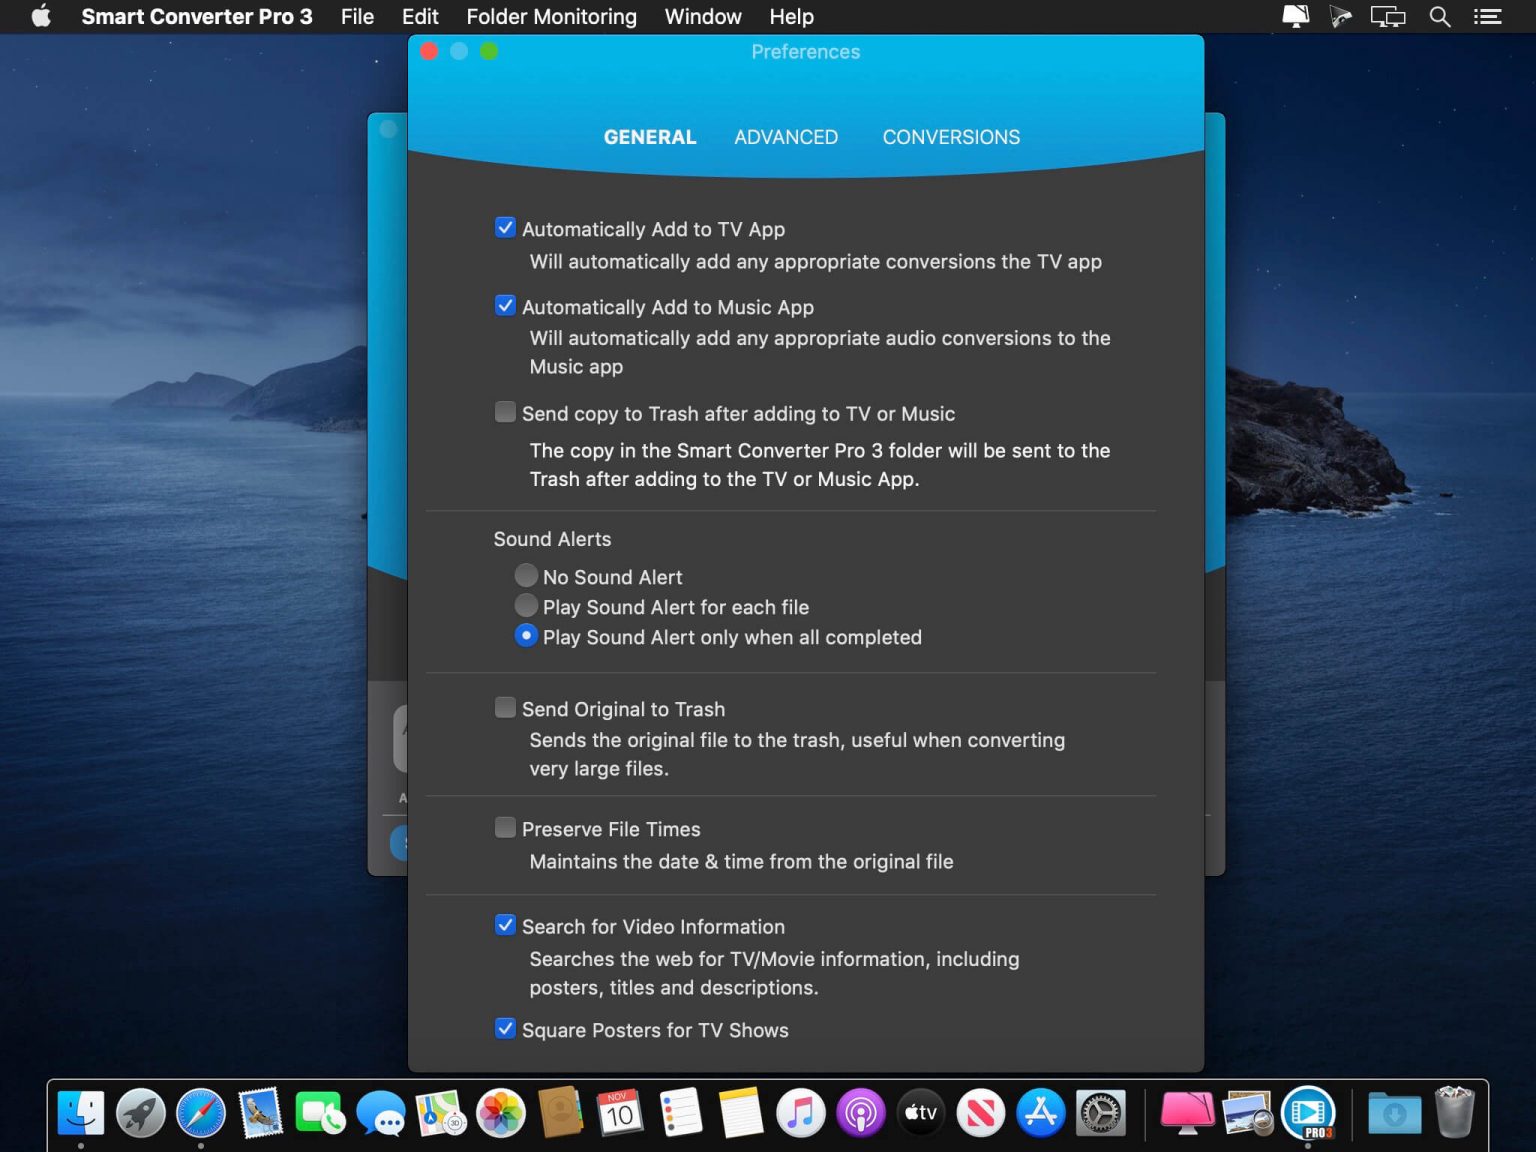 Smart Converter Pro 3 File Edit Folder Monitoring Window Help
Preferences
GENERAL ADVANCED CONVERSIONS
Automatically Add to TV App
Will automatically add any appropriate conversions the TV app
Automatically Add to Music App
Will automatically add any appropriate audio conversions to the
Music app
Send copy to Trash after adding to TV or Music
The copy in the Smart Converter Pro 3 folder will be sent to the
Trash after adding to the TV or Music App.
Sound Alerts
No Sound Alert
Play Sound Alert for each file
Play Sound Alert only when all completed
Send Original to Trash
Sends the original file to the trash, useful when converting
very large files.
A
Preserve File Times
Maintains the date & time from the original file
Search for Video Information
Searches the web for TV/Movie information, including
posters, titles and descriptions.
Square Posters for TV Shows
NOV
10
3D
tv
PRO3